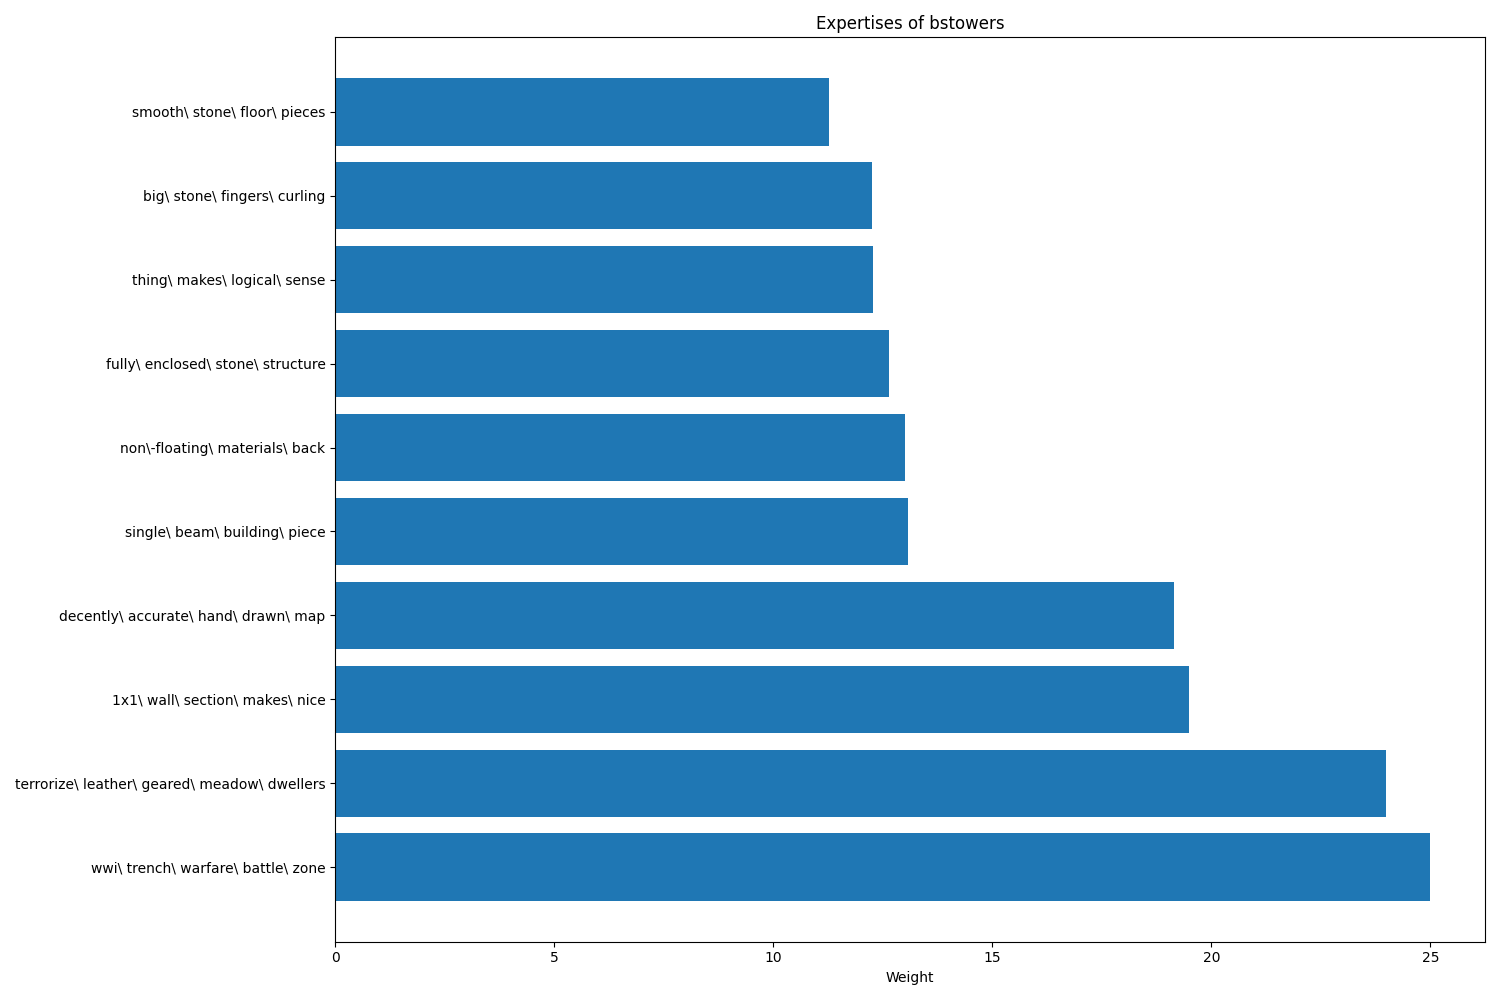 Expertises of bstowers
smooth\ stone\ floor\ pieces
big\ stone\ fingers\ curling
thing\ makes\ logical\ sense
fully\ enclosed\ stone\ structure
non\-floating\ materials\ back
single\ beam\ building\ piece
decently\ accurate\ hand\ drawn\ map
1x1\ wall\ section\ makes\ nice
terrorize\ leather\ geared\ meadow\ dwellers
wwi\ trench\ warfare\ battle\ zone
0 5 10 15 20 25
Weight